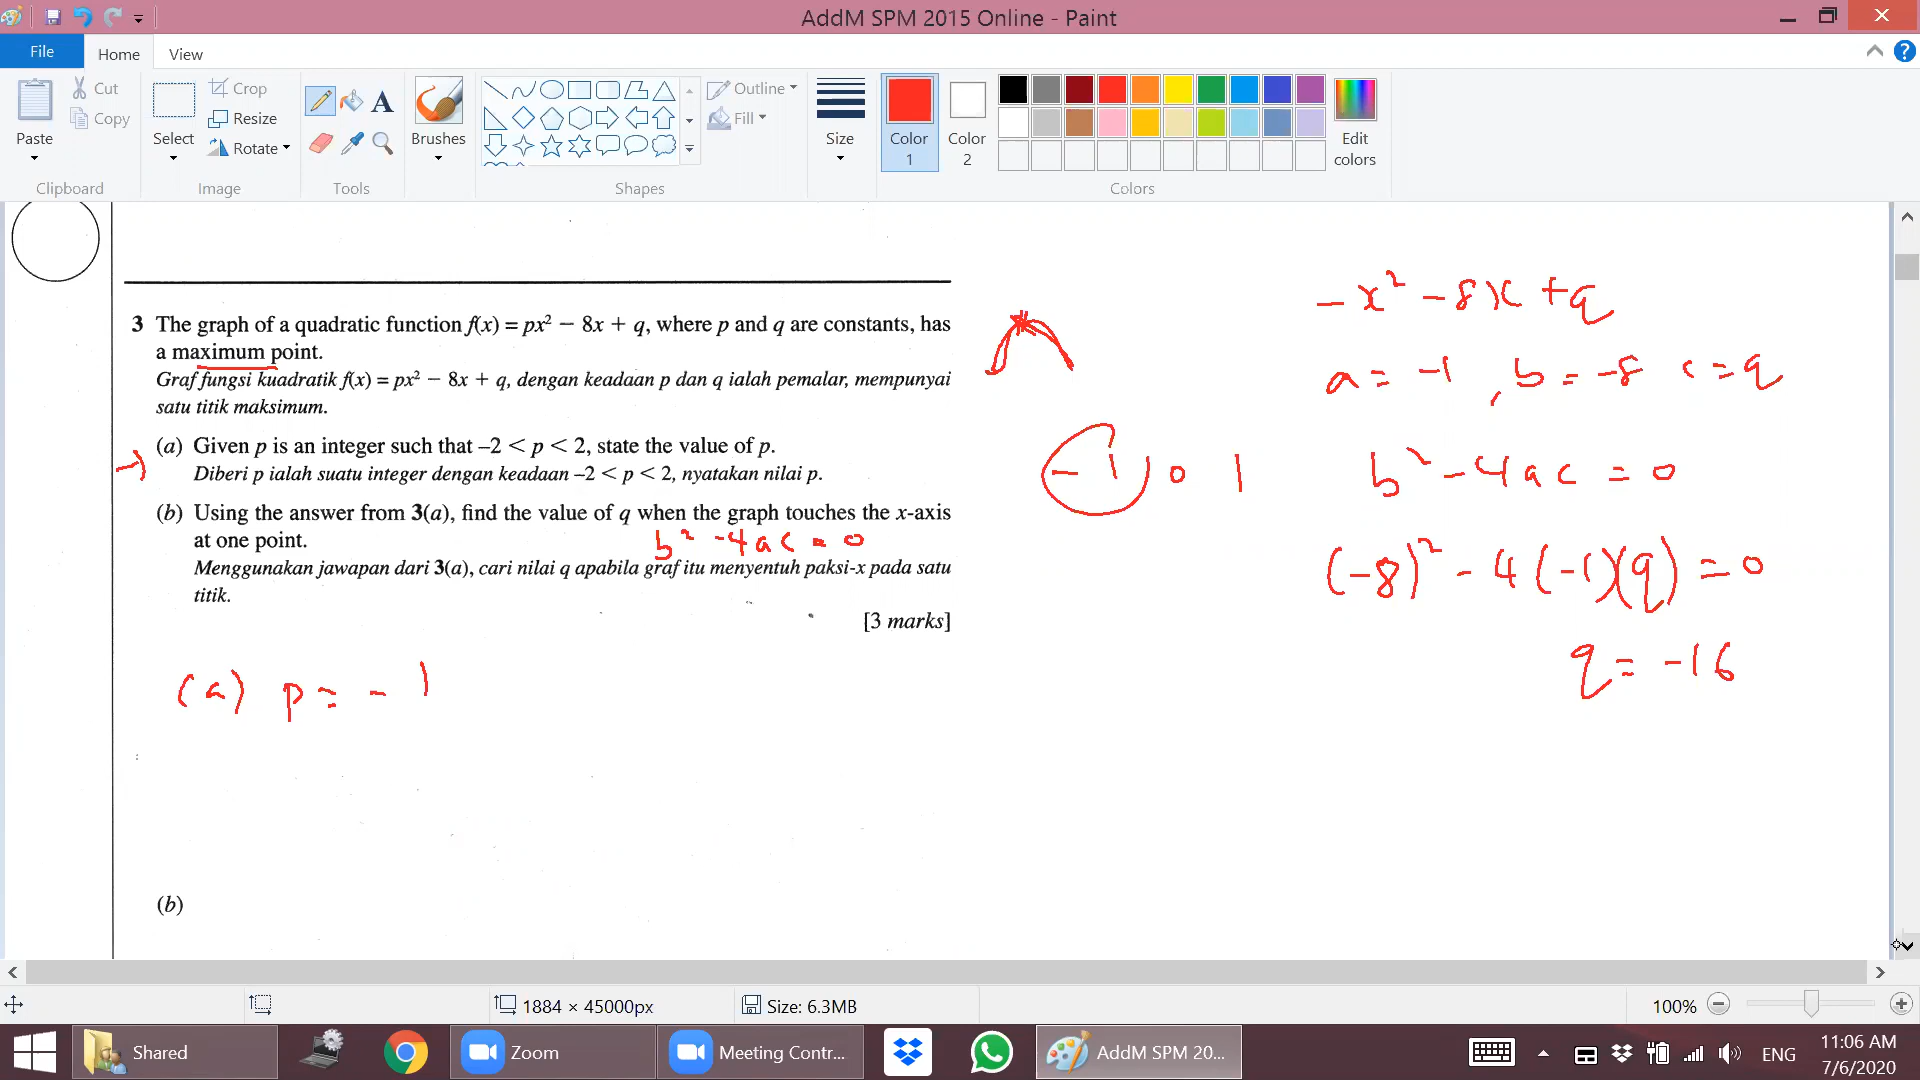 AddM SPM 2015 Online - Paint
File Home View
Paste
Cut
Copy
Clipboard
Select
Crop
Resize
Rotate
Image
A
Tools
Brushes
Outline
Fill
Shapes
Size
Color 1
Color 2
Edit colors
Colors
3 The graph of a quadratic function f(x) = px² − 8x + q, where p and q are constants, has
a maximum point.
Graf fungsi kuadratik f(x) = px² − 8x + q, dengan keadaan p dan q ialah pemalar, mempunyai
satu titik maksimum.
(a) Given p is an integer such that –2 < p < 2, state the value of p.
Diberi p ialah suatu integer dengan keadaan –2 < p < 2, nyatakan nilai p.
(b) Using the answer from 3(a), find the value of q when the graph touches the x-axis
at one point.
b² - 4ac = 0
Menggunakan jawapan dari 3(a), cari nilai q apabila graf itu menyentuh paksi-x pada satu
titik.
[3 marks]
(a) p = - 1
(b)
- 1 0 1
- x² - 8x + q
a = -1 , b = -8 c = q
b² - 4ac = 0
(-8)² - 4(-1)(q) = 0
q = -16
1884 × 45000px
Size: 6.3MB
100%
Shared
Zoom
Meeting Contr...
AddM SPM 20...
ENG
11:06 AM
7/6/2020